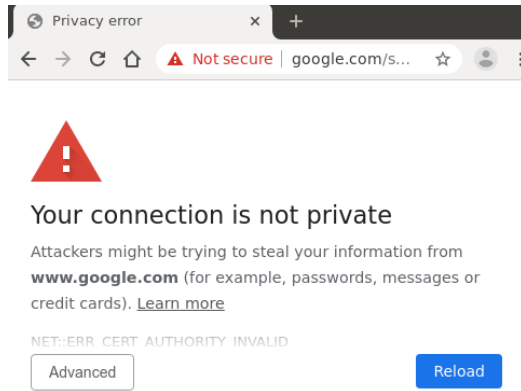 Privacy error
Not secure google.com/s...
Your connection is not private
Attackers might be trying to steal your information from
www.google.com (for example, passwords, messages or
credit cards). Learn more
NET::ERR_CERT_AUTHORITY_INVALID
Advanced Reload